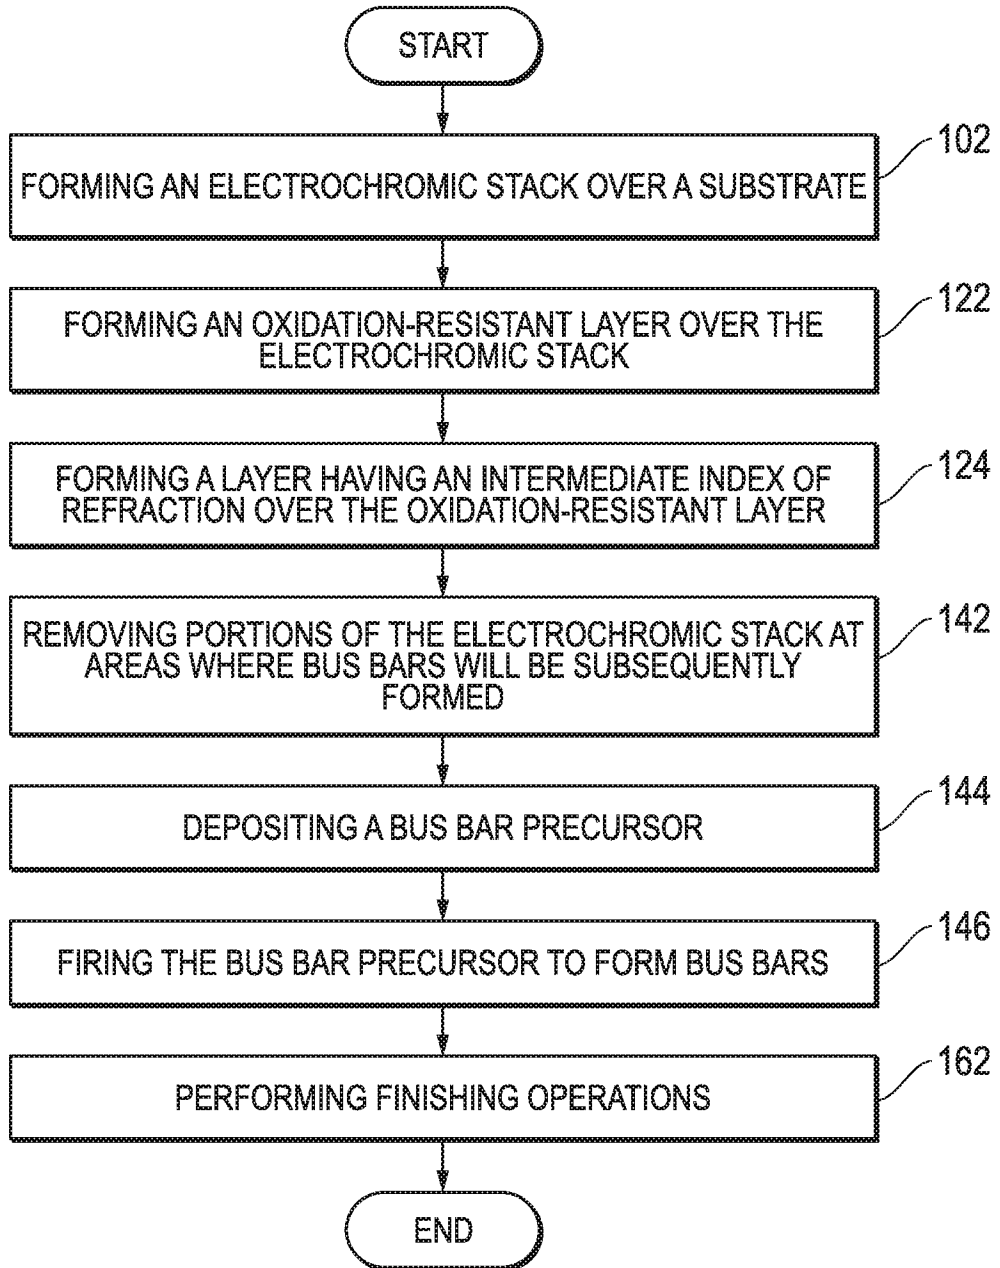 START
102
FORMING AN ELECTROCHROMIC STACK OVER A SUBSTRATE
122
FORMING AN OXIDATION-RESISTANT LAYER OVER THE
ELECTROCHROMIC STACK
124
FORMING A LAYER HAVING AN INTERMEDIATE INDEX OF
REFRACTION OVER THE OXIDATION-RESISTANT LAYER
142
REMOVING PORTIONS OF THE ELECTROCHROMIC STACK AT
AREAS WHERE BUS BARS WILL BE SUBSEQUENTLY
FORMED
144
DEPOSITING A BUS BAR PRECURSOR
146
FIRING THE BUS BAR PRECURSOR TO FORM BUS BARS
162
PERFORMING FINISHING OPERATIONS
END